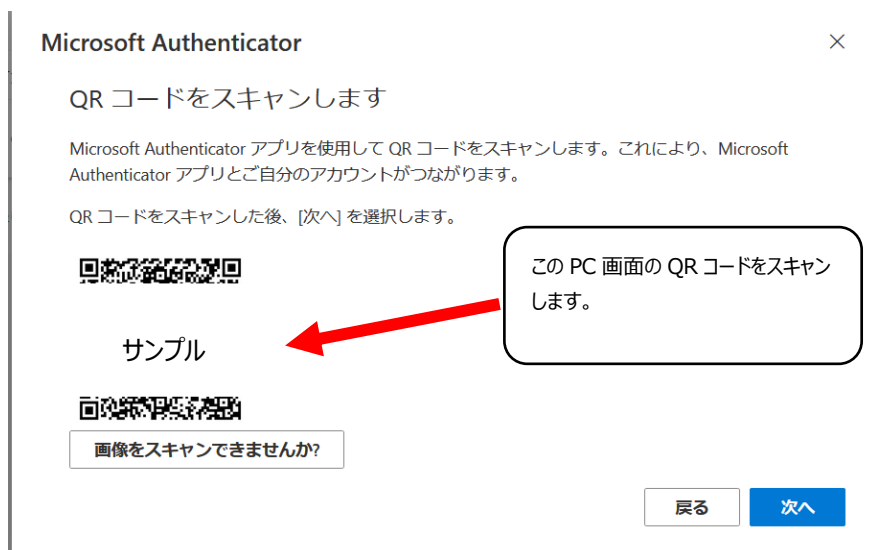 Microsoft Authenticator
QR コードをスキャンします
Microsoft Authenticator アプリを使用して QR コードをスキャンします。これにより、Microsoft
Authenticator アプリとご自分のアカウントがつながります。
QR コードをスキャンした後、[次へ] を選択します。
この PC 画面の QR コードをスキャン
します。
サンプル
画像をスキャンできませんか?
戻る
次へ